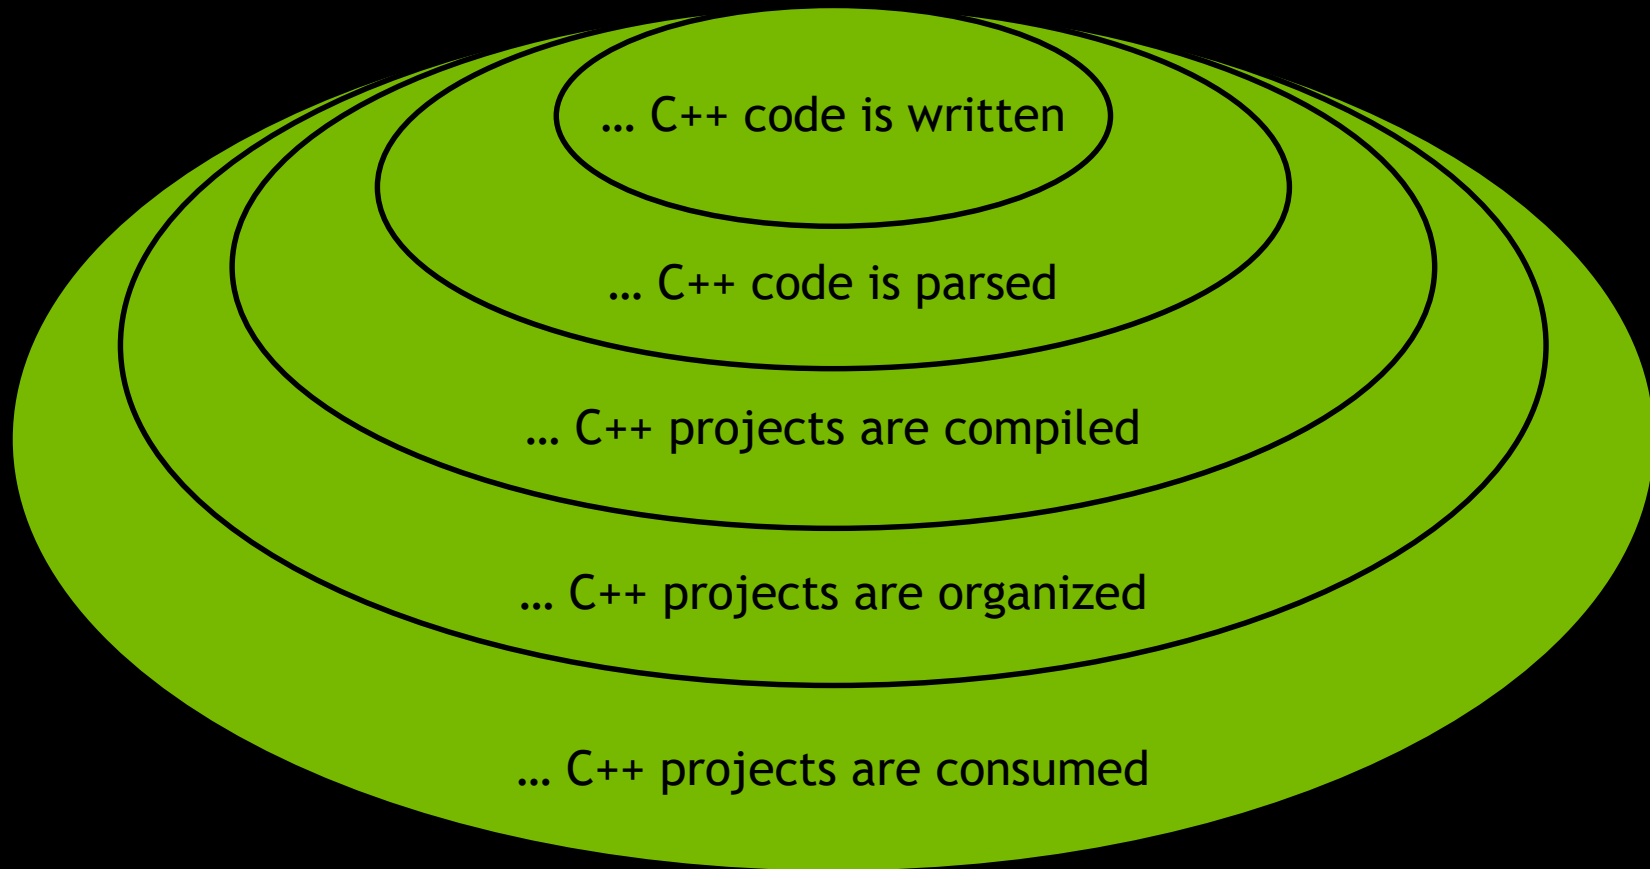 … C++ code is written
… C++ code is parsed
… C++ projects are compiled
… C++ projects are organized
… C++ projects are consumed